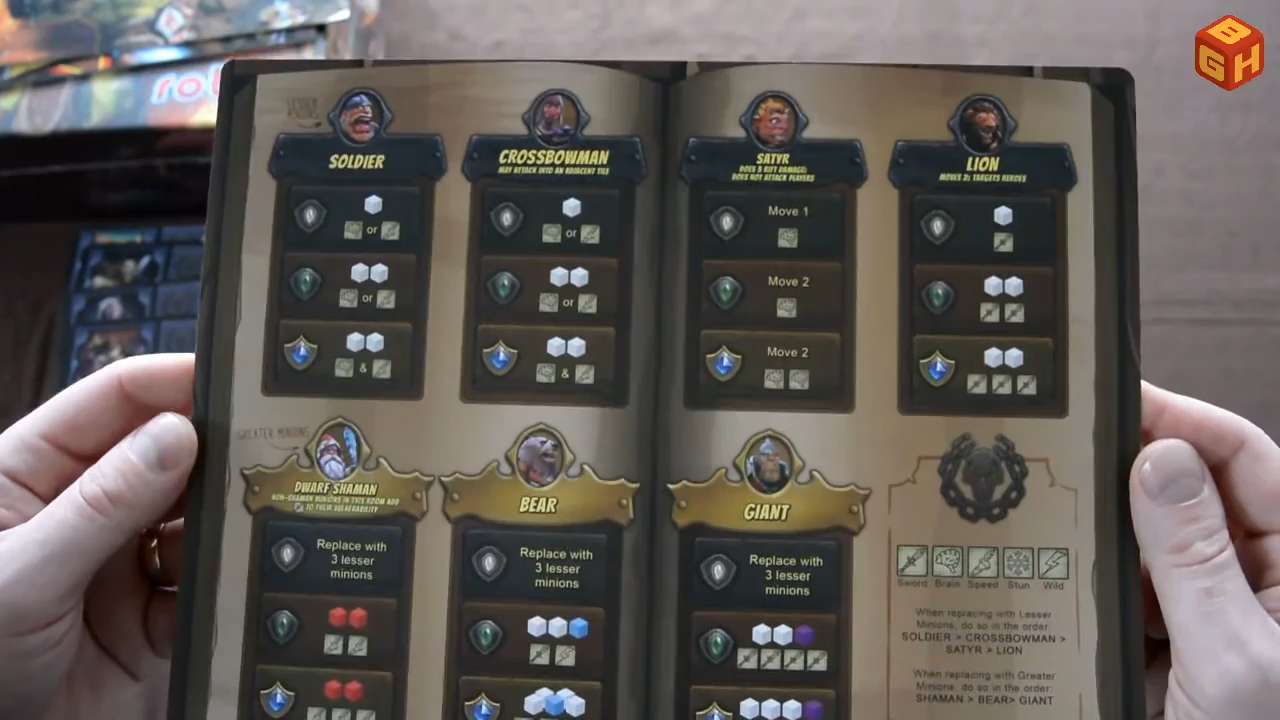 B
G H
LESSER
MINIONS
SOLDIER
or
or
&
CROSSBOWMAN
MAY ATTACK INTO AN ADJACENT TILE
or
or
&
SATYR
DOES 3 RIFT DAMAGE;
DOES NOT ATTACK PLAYERS
Move 1
Move 2
Move 2
LION
MOVES 2; TARGETS HEROES
GREATER MINIONS
DWARF SHAMAN
NON-SHAMAN MINIONS IN THIS ROOM ADD
TO THEIR VULNERABILITY
Replace with
3 lesser
minions
BEAR
Replace with
3 lesser
minions
GIANT
Replace with
3 lesser
minions
Sword Brain Speed Stun Wild
When replacing with Lesser
Minions, do so in the order:
SOLDIER > CROSSBOWMAN >
SATYR > LION
When replacing with Greater
Minions, do so in the order:
SHAMAN > BEAR> GIANT